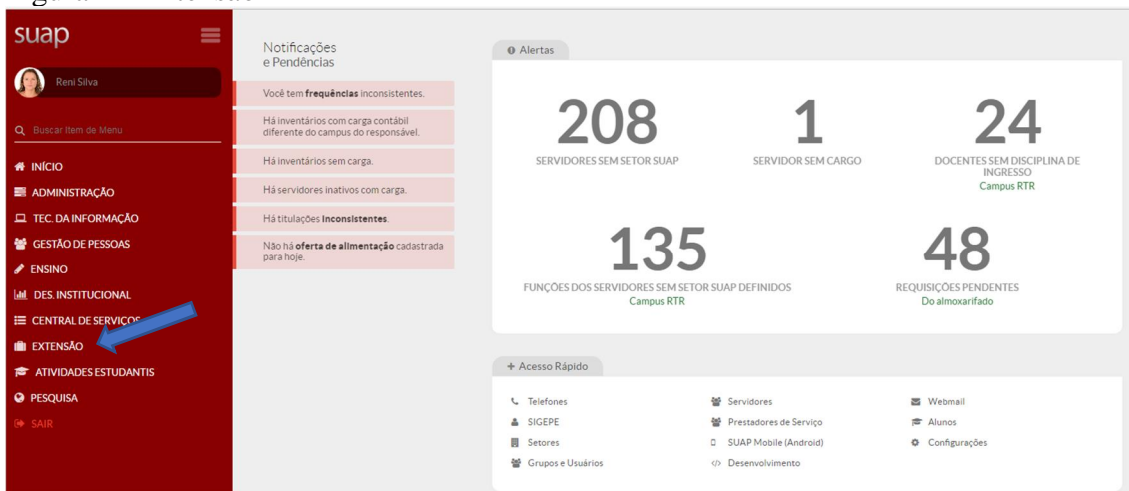 suap
Reni Silva
Buscar Item de Menu
INÍCIO
ADMINISTRAÇÃO
TEC. DA INFORMAÇÃO
GESTÃO DE PESSOAS
ENSINO
DES. INSTITUCIONAL
CENTRAL DE SERVIÇOS
EXTENSÃO
ATIVIDADES ESTUDANTIS
PESQUISA
SAIR
Notificações
e Pendências
Você tem frequências inconsistentes.
Há inventários com carga contábil
diferente do campus do responsável.
Há inventários sem carga.
Há servidores inativos com carga.
Há titulações inconsistentes.
Não há oferta de alimentação cadastrada
para hoje.
Alertas
208
SERVIDORES SEM SETOR SUAP
1
SERVIDOR SEM CARGO
24
DOCENTES SEM DISCIPLINA DE
INGRESSO
Campus RTR
135
FUNÇÕES DOS SERVIDORES SEM SETOR SUAP DEFINIDOS
Campus RTR
48
REQUISIÇÕES PENDENTES
Do almoxarifado
+ Acesso Rápido
Telefones
SIGEPE
Setores
Grupos e Usuários
Servidores
Prestadores de Serviço
SUAP Mobile (Android)
Desenvolvimento
Webmail
Alunos
Configurações